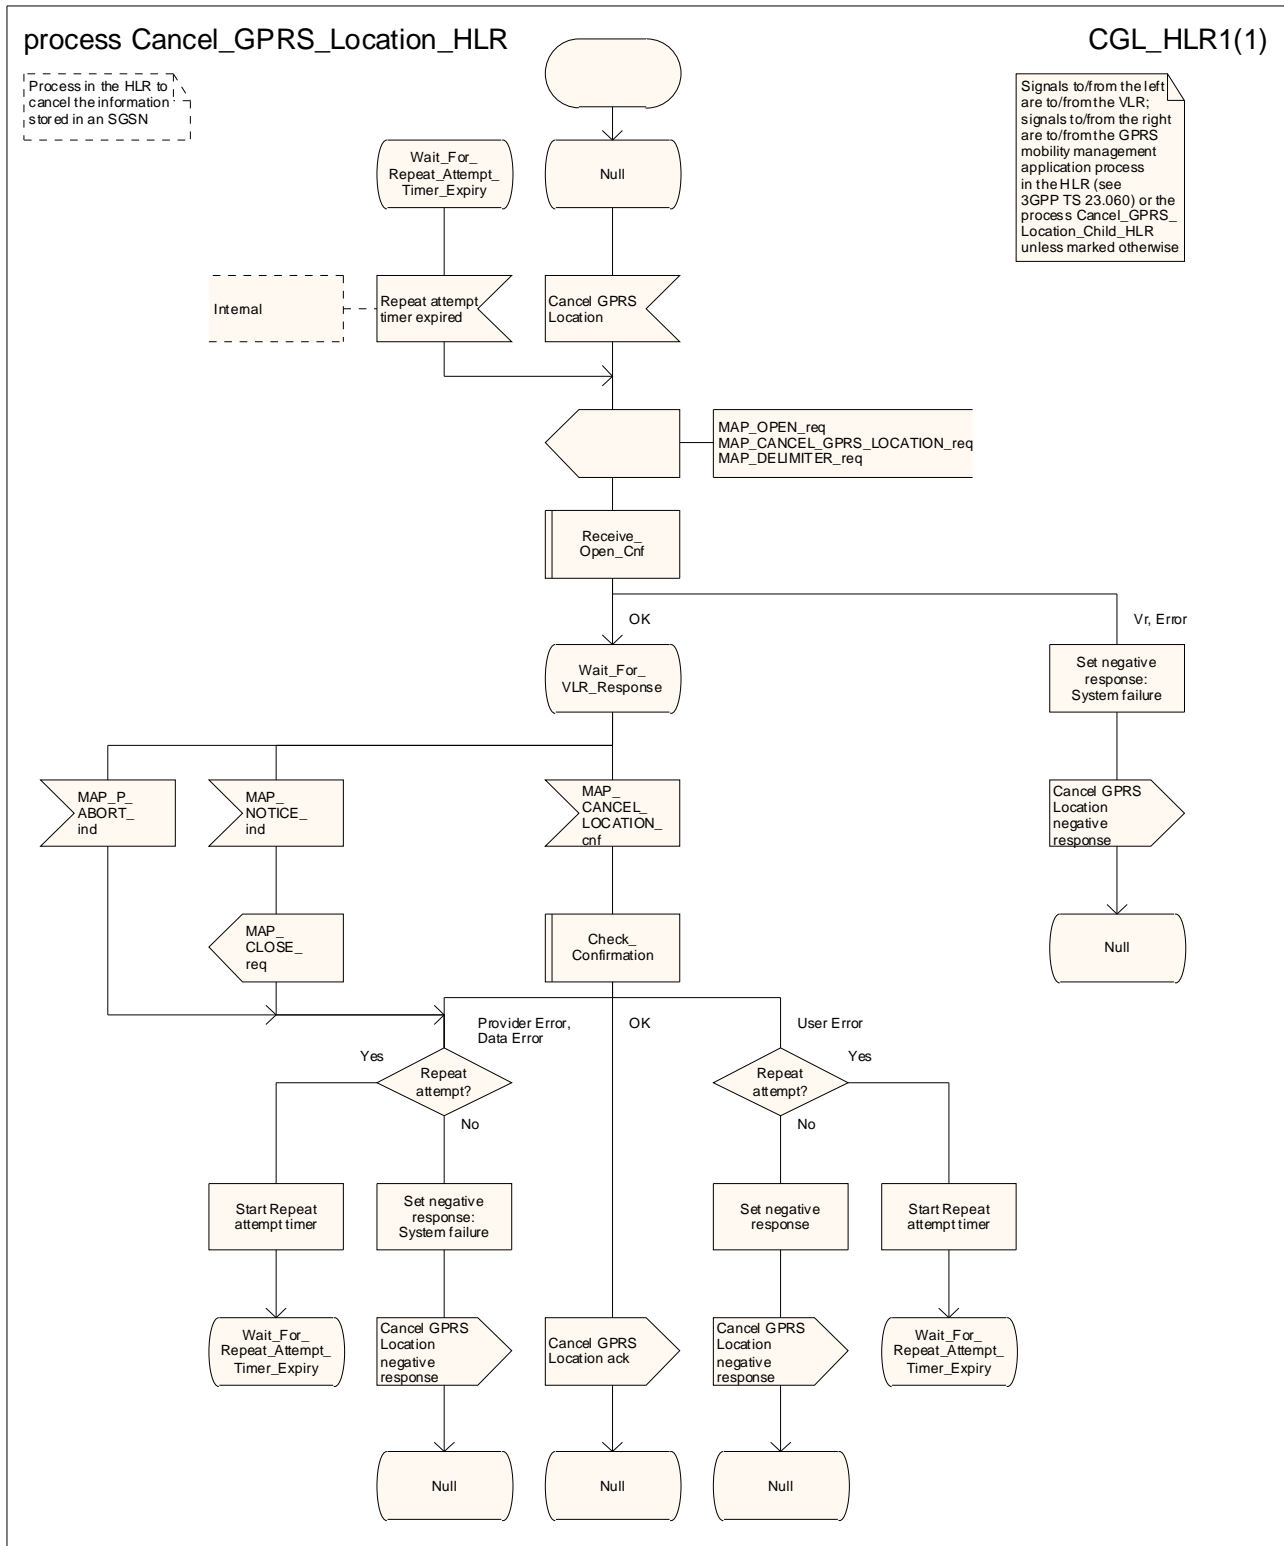 process Cancel_GPRS_Location_HLR
CGL_HLR1(1)
Process in the HLR to
cancel the information
stored in an SGSN
Signals to/from the left
are to/from the VLR;
signals to/from the right
are to/from the GPRS
mobility management
application process
in the HLR (see
3GPP TS 23.060) or the
process Cancel_GPRS_
Location_Child_HLR
unless marked otherwise
Wait_For_
Repeat_Attempt_
Timer_Expiry
Null
Internal
Repeat attempt
timer expired
Cancel GPRS
Location
MAP_OPEN_req
MAP_CANCEL_GPRS_LOCATION_req
MAP_DELIMITER_req
Receive_
Open_Cnf
OK
Vr, Error
Wait_For_
VLR_Response
Set negative
response:
System failure
MAP_P_
ABORT_
ind
MAP_
NOTICE_
ind
MAP_
CANCEL_
LOCATION_
cnf
Cancel GPRS
Location
negative
response
MAP_
CLOSE_
req
Check_
Confirmation
Null
Provider Error,
Data Error
OK
User Error
Yes
Repeat
attempt?
No
Yes
Repeat
attempt?
No
Start Repeat
attempt timer
Set negative
response:
System failure
Set negative
response
Start Repeat
attempt timer
Wait_For_
Repeat_Attempt_
Timer_Expiry
Cancel GPRS
Location
negative
response
Cancel GPRS
Location ack
Cancel GPRS
Location
negative
response
Wait_For_
Repeat_Attempt_
Timer_Expiry
Null
Null
Null